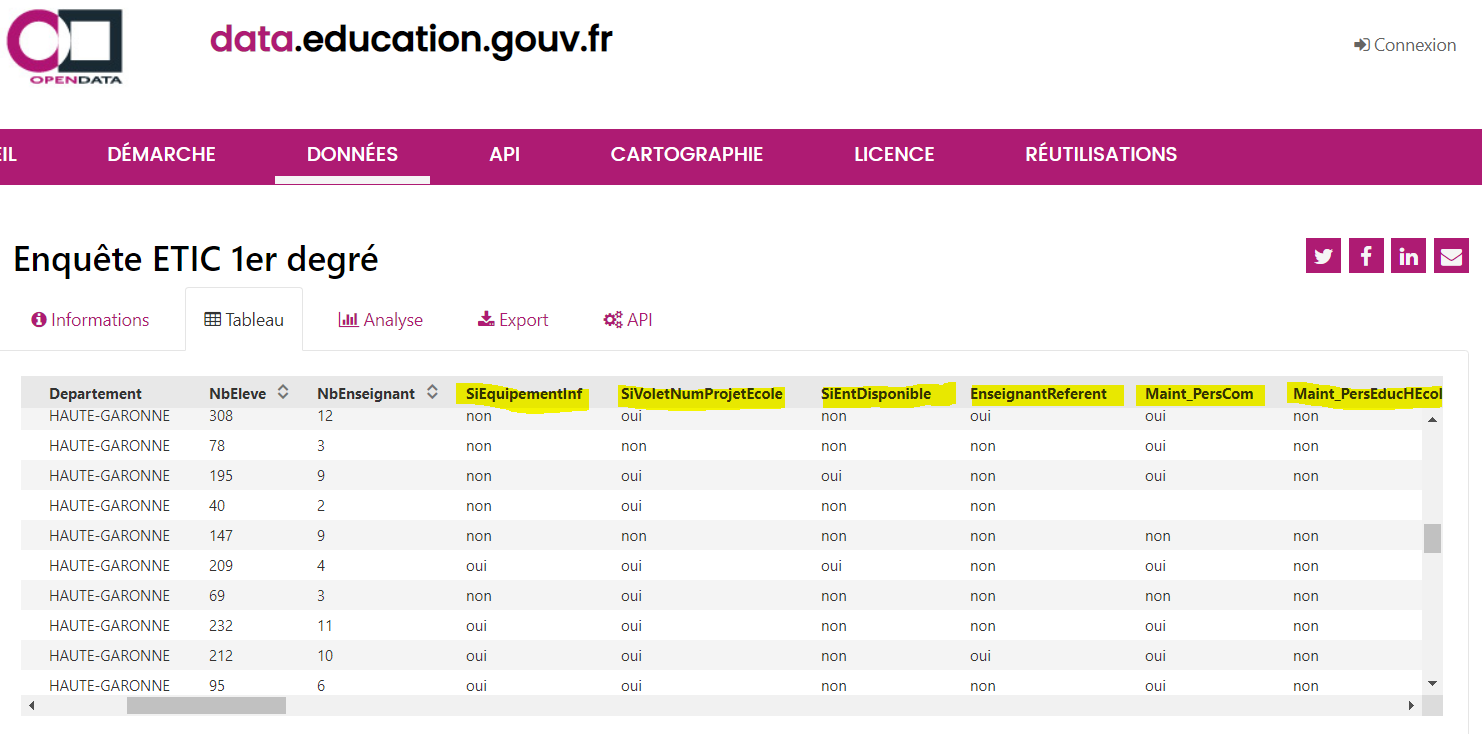 OPENDATA
data.education.gouv.fr
Connexion
EIL DÉMARCHE DONNÉES API CARTOGRAPHIE LICENCE RÉUTILISATIONS
Enquête ETIC 1er degré
Informations Tableau Analyse Export API
Departement NbEleve NbEnseignant SiEquipementInf SiVoletNumProjetEcole SiEntDisponible EnseignantReferent Maint_PersCom Maint_PersEducHEcol
HAUTE-GARONNE 308 12 non oui non oui oui non
HAUTE-GARONNE 78 3 non non non non oui non
HAUTE-GARONNE 195 9 non oui oui non oui non
HAUTE-GARONNE 40 2 non oui non non
HAUTE-GARONNE 147 9 non non non non non non
HAUTE-GARONNE 209 4 oui oui oui non oui non
HAUTE-GARONNE 69 3 non oui non non non non
HAUTE-GARONNE 232 11 oui oui non non oui non
HAUTE-GARONNE 212 10 oui oui non oui oui non
HAUTE-GARONNE 95 6 oui oui non non oui non